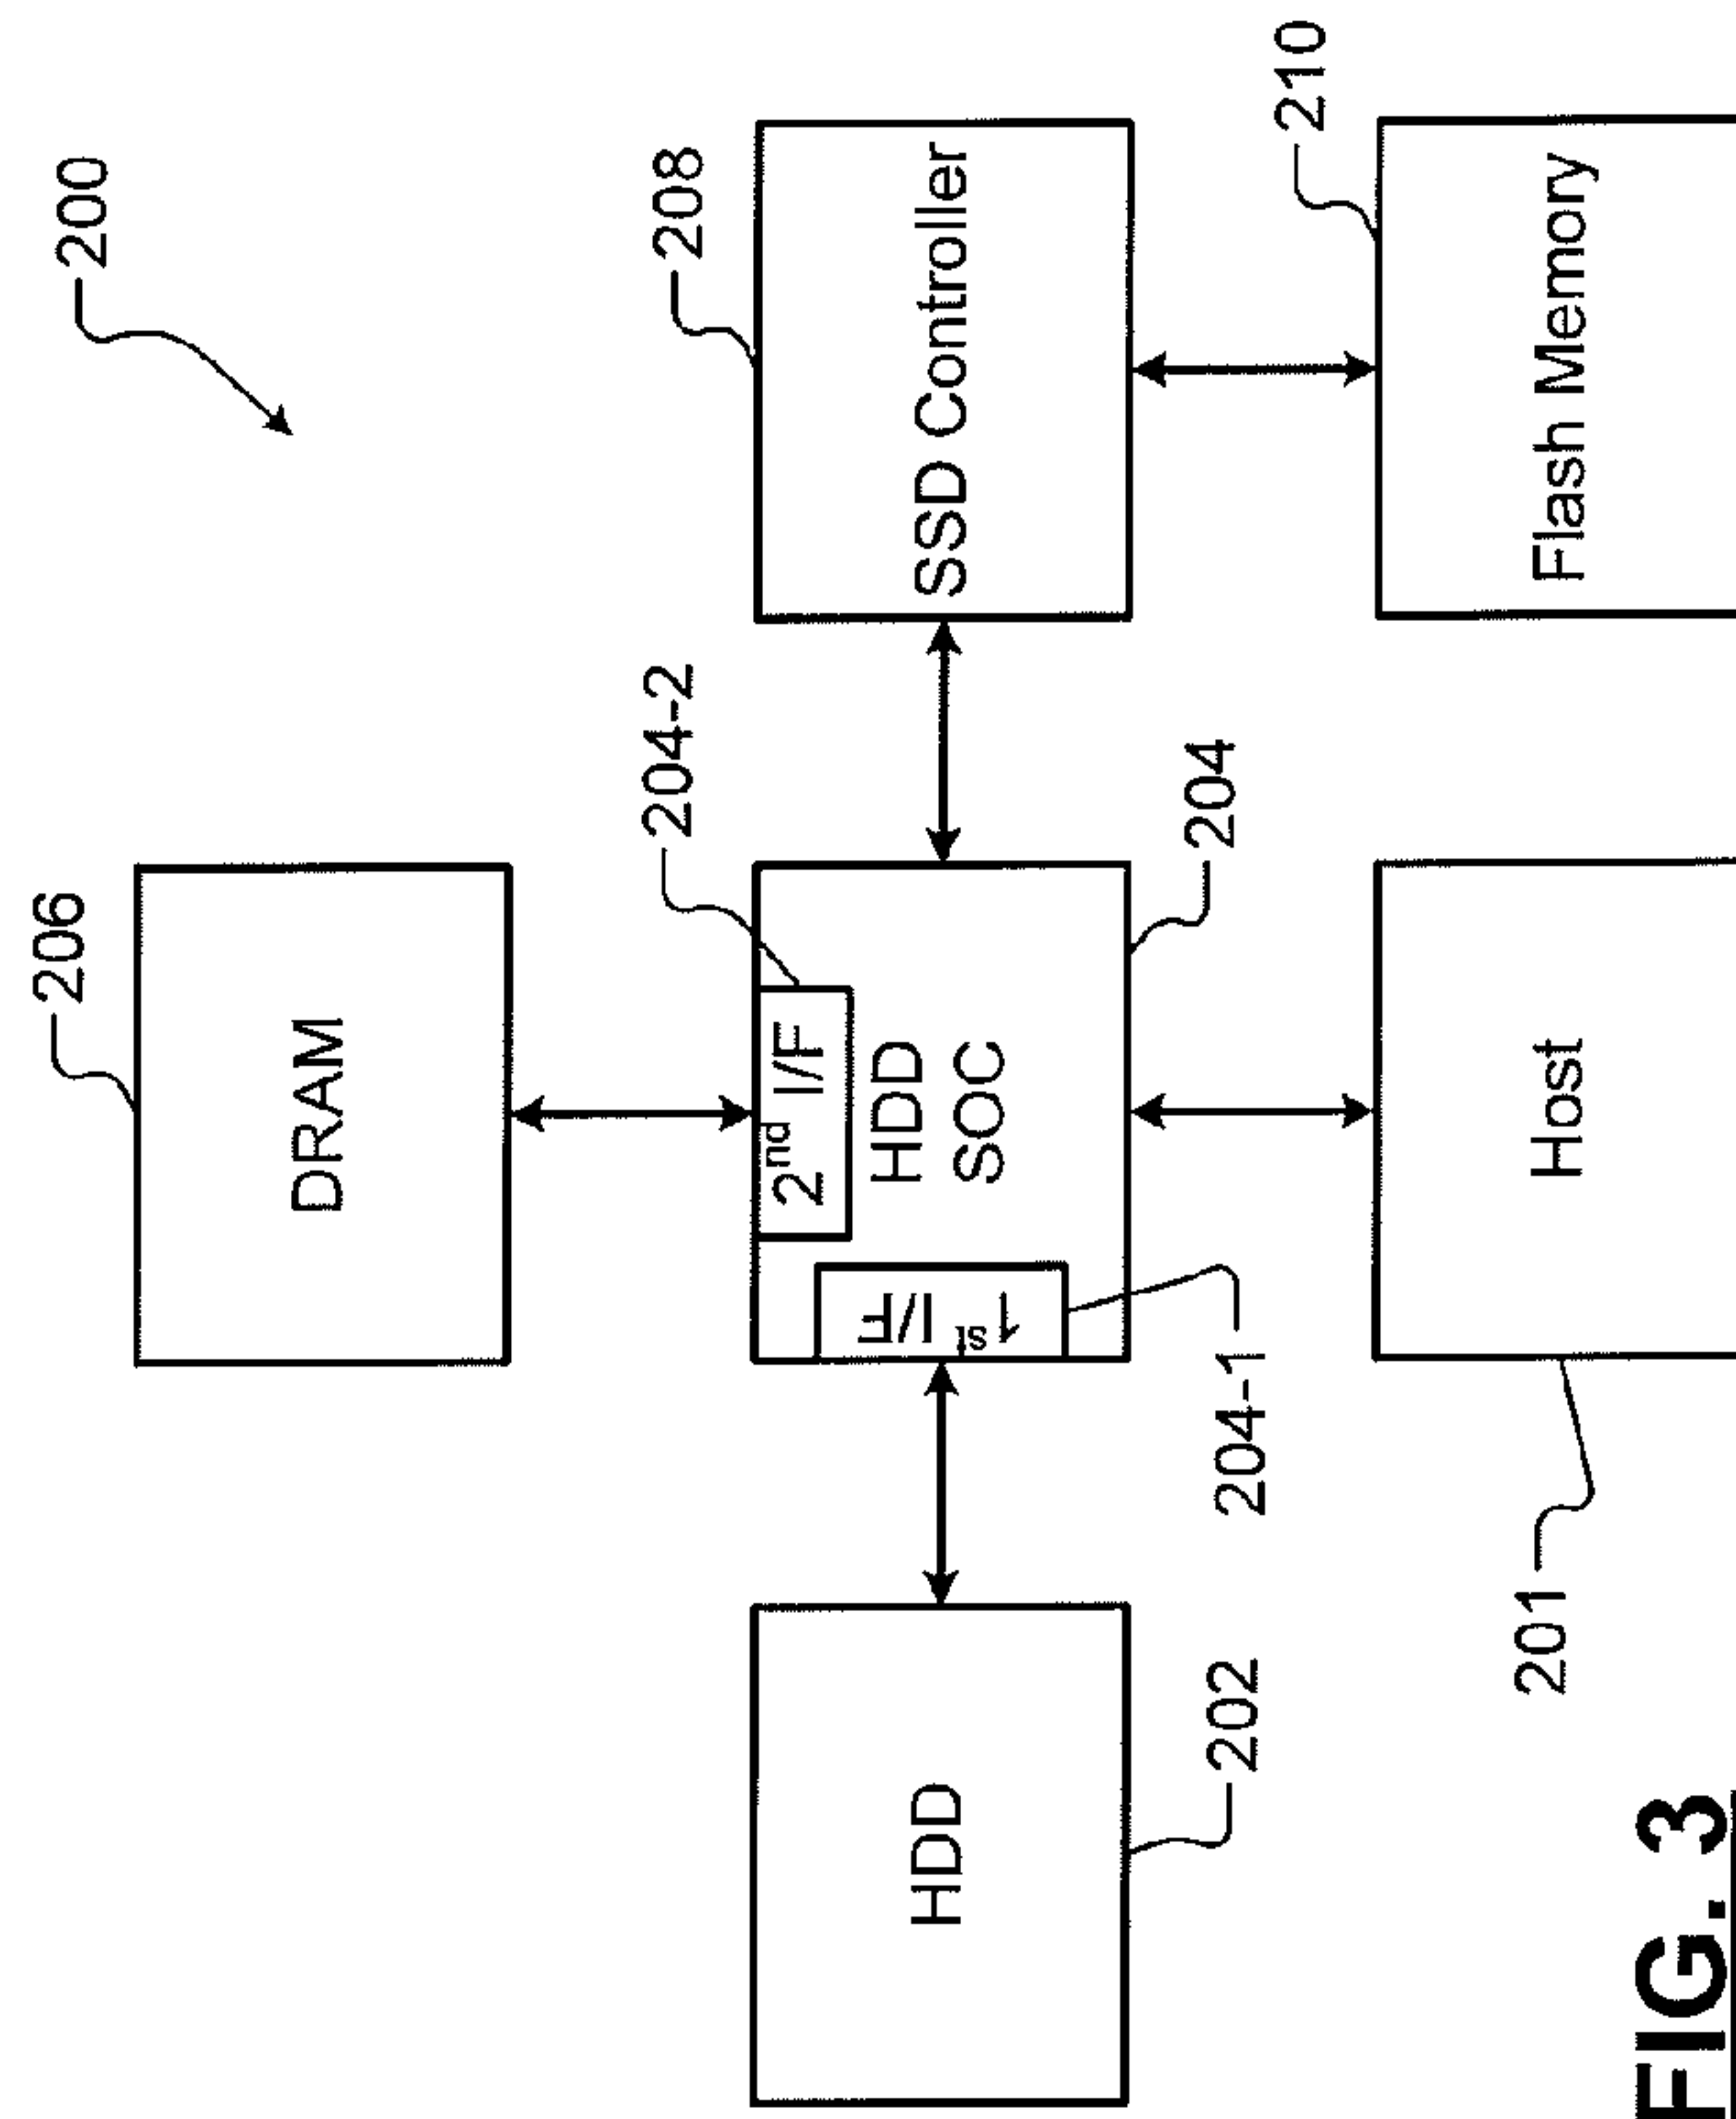 200
206
DRAM
204-2
208
2nd I/F
HDD
SOC
1st I/F
SSD Controller
HDD
202
204-1
204
210
201
Host
Flash Memory
FIG. 3